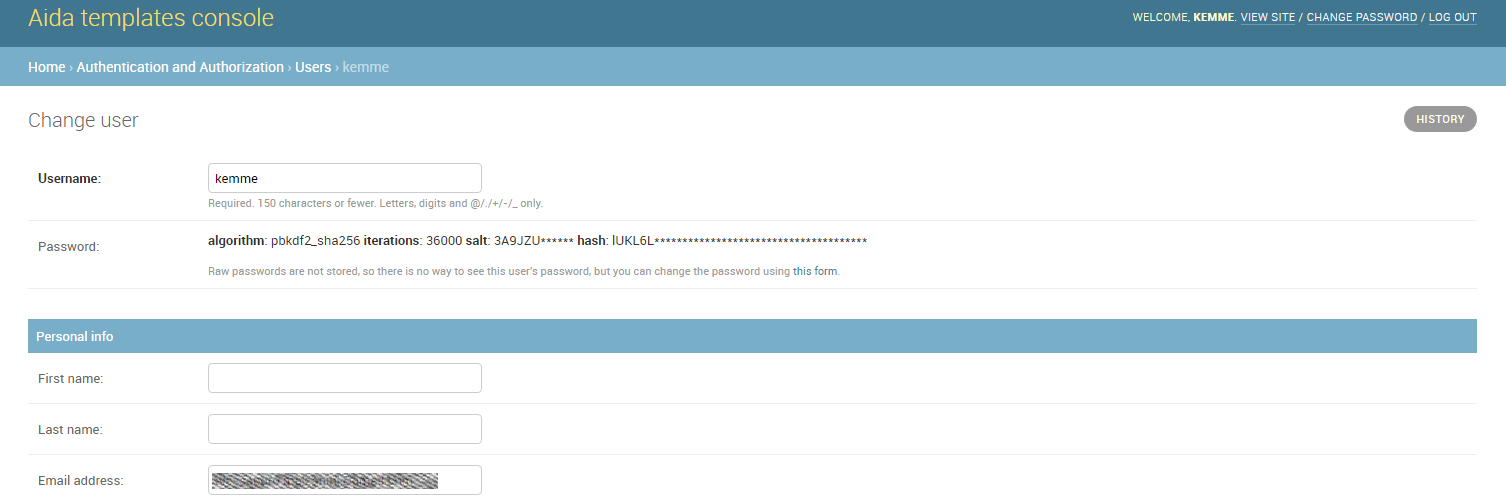 Aida templates console
WELCOME, KEMME. VIEW SITE / CHANGE PASSWORD / LOG OUT
Home › Authentication and Authorization › Users › kemme
Change user
HISTORY
Username:
kemme
Required. 150 characters or fewer. Letters, digits and @/./+/-/_ only.
Password:
algorithm: pbkdf2_sha256 iterations: 36000 salt: 3A9JZU****** hash: lUKL6L**************************************
Raw passwords are not stored, so there is no way to see this user's password, but you can change the password using this form.
Personal info
First name:
Last name:
Email address: